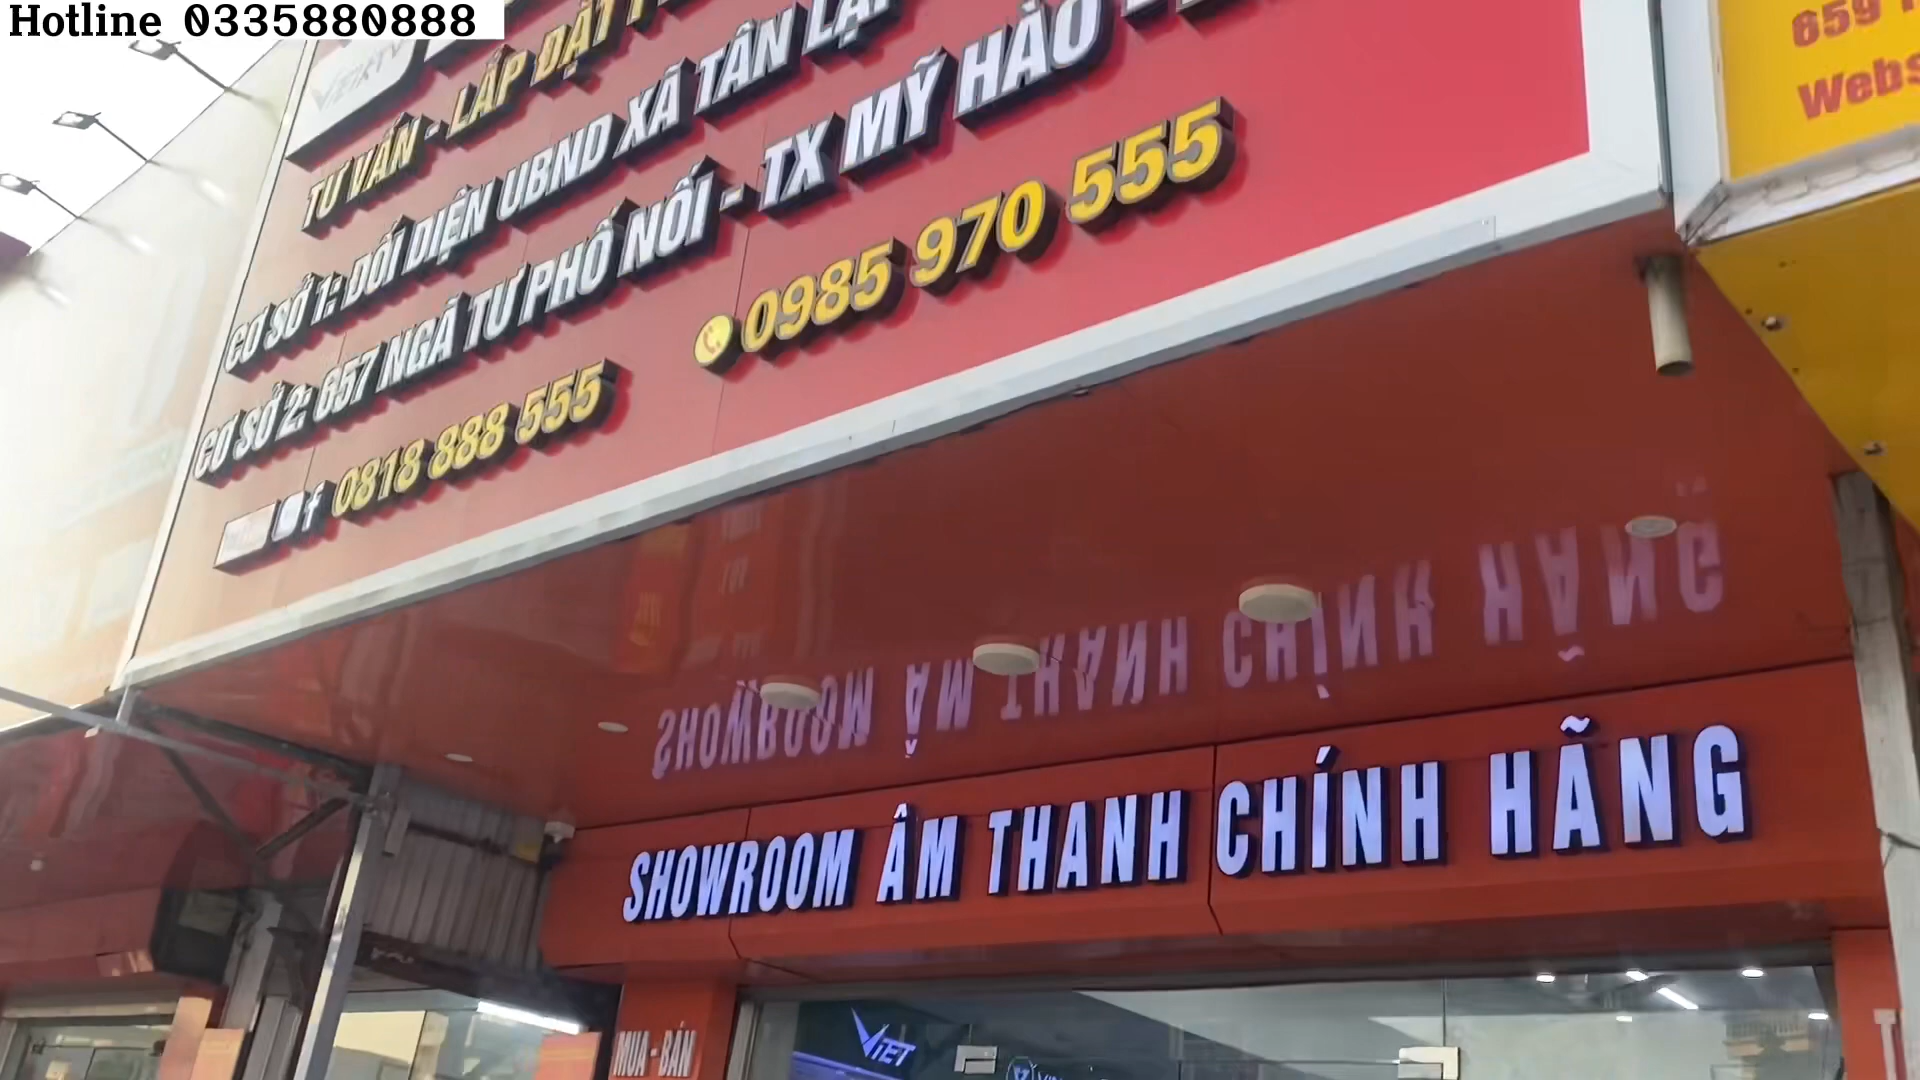 Hotline 0335880888
TƯ VẤN - LẮP ĐẶT
CƠ SỞ 1: ĐỐI DIỆN UBND XÃ TÂN
CƠ SỞ 2: 657 NGÃ TƯ PHỐ NỐI - TX MỸ HÀO
0818 888 555
0985 970 555
659
Webs
SHOWROOM ÂM THANH CHÍNH HÃNG
MUA - BÁN
VIET